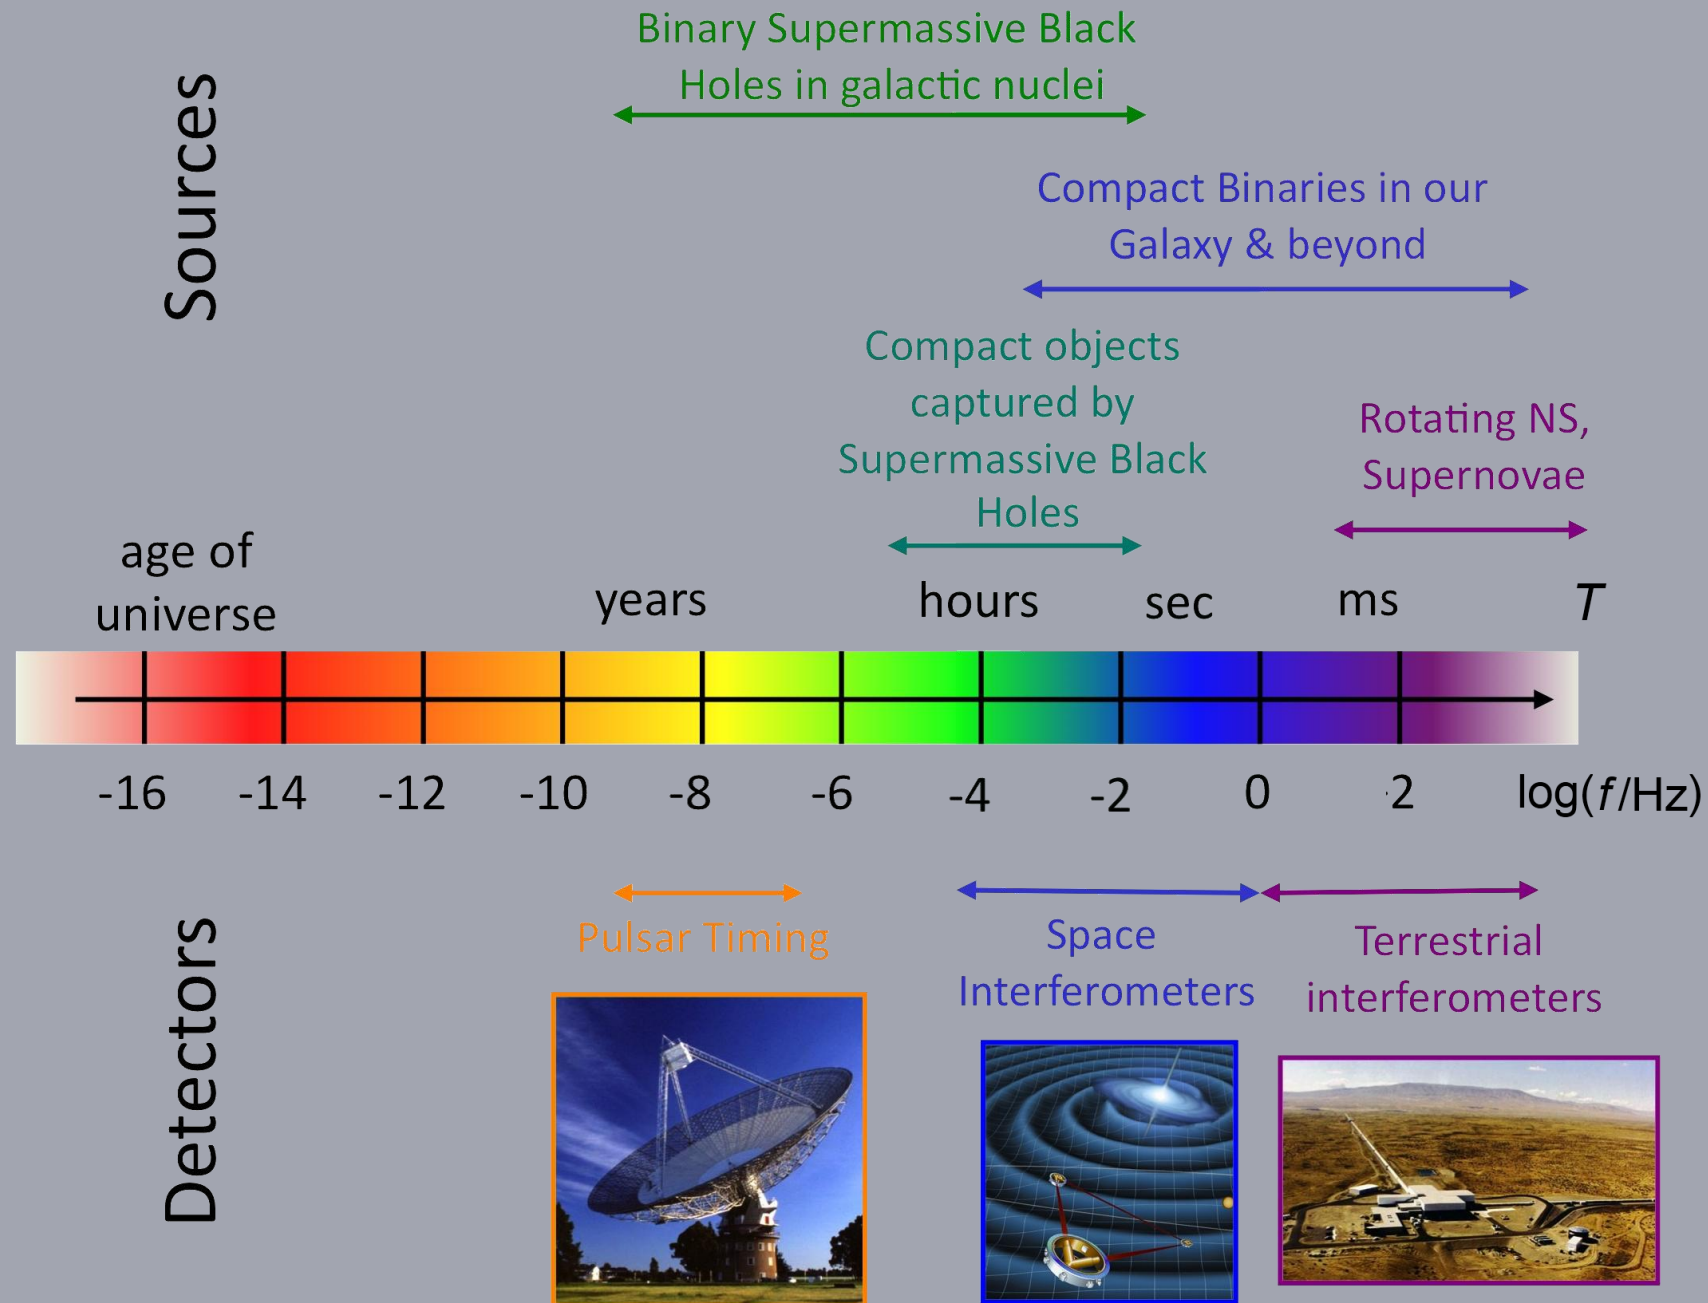 Sources
Binary Supermassive Black
Holes in galactic nuclei
Compact Binaries in our
Galaxy & beyond
Compact objects
captured by
Supermassive Black
Holes
Rotating NS,
Supernovae
age of
universe
years
hours
sec
ms
T
-16 -14 -12 -10 -8 -6 -4 -2 0 2 log(f/Hz)
Detectors
Pulsar Timing
Space
Interferometers
Terrestrial
interferometers